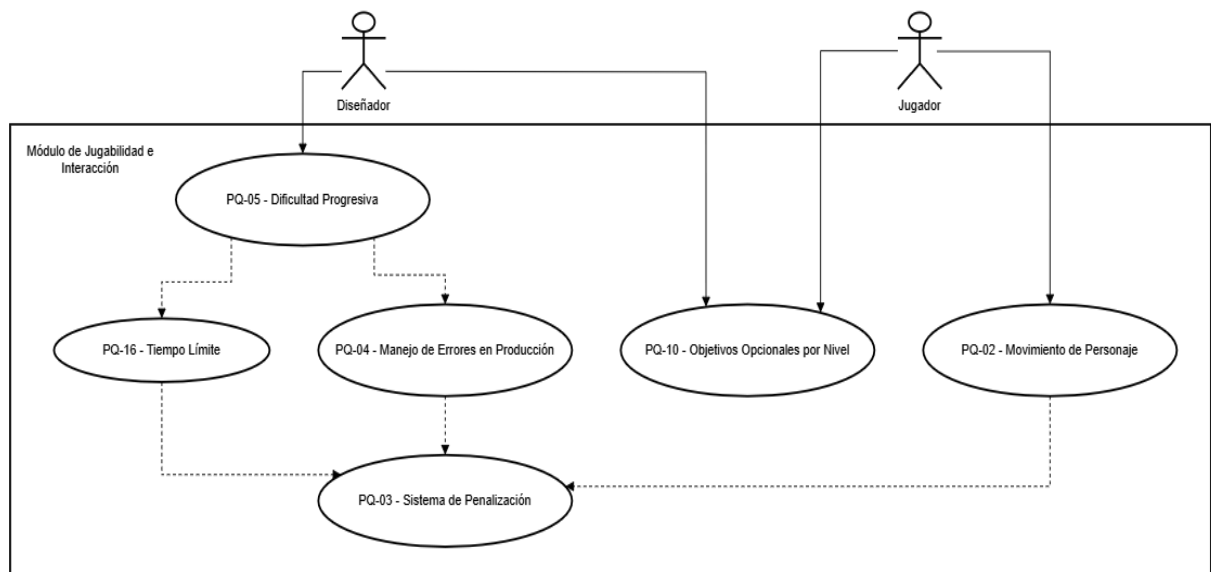 Diseñador
Jugador
Módulo de Jugabilidad e
Interacción
PQ-05 - Dificultad Progresiva
PQ-16 - Tiempo Límite
PQ-04 - Manejo de Errores en Producción
PQ-10 - Objetivos Opcionales por Nivel
PQ-02 - Movimiento de Personaje
PQ-03 - Sistema de Penalización